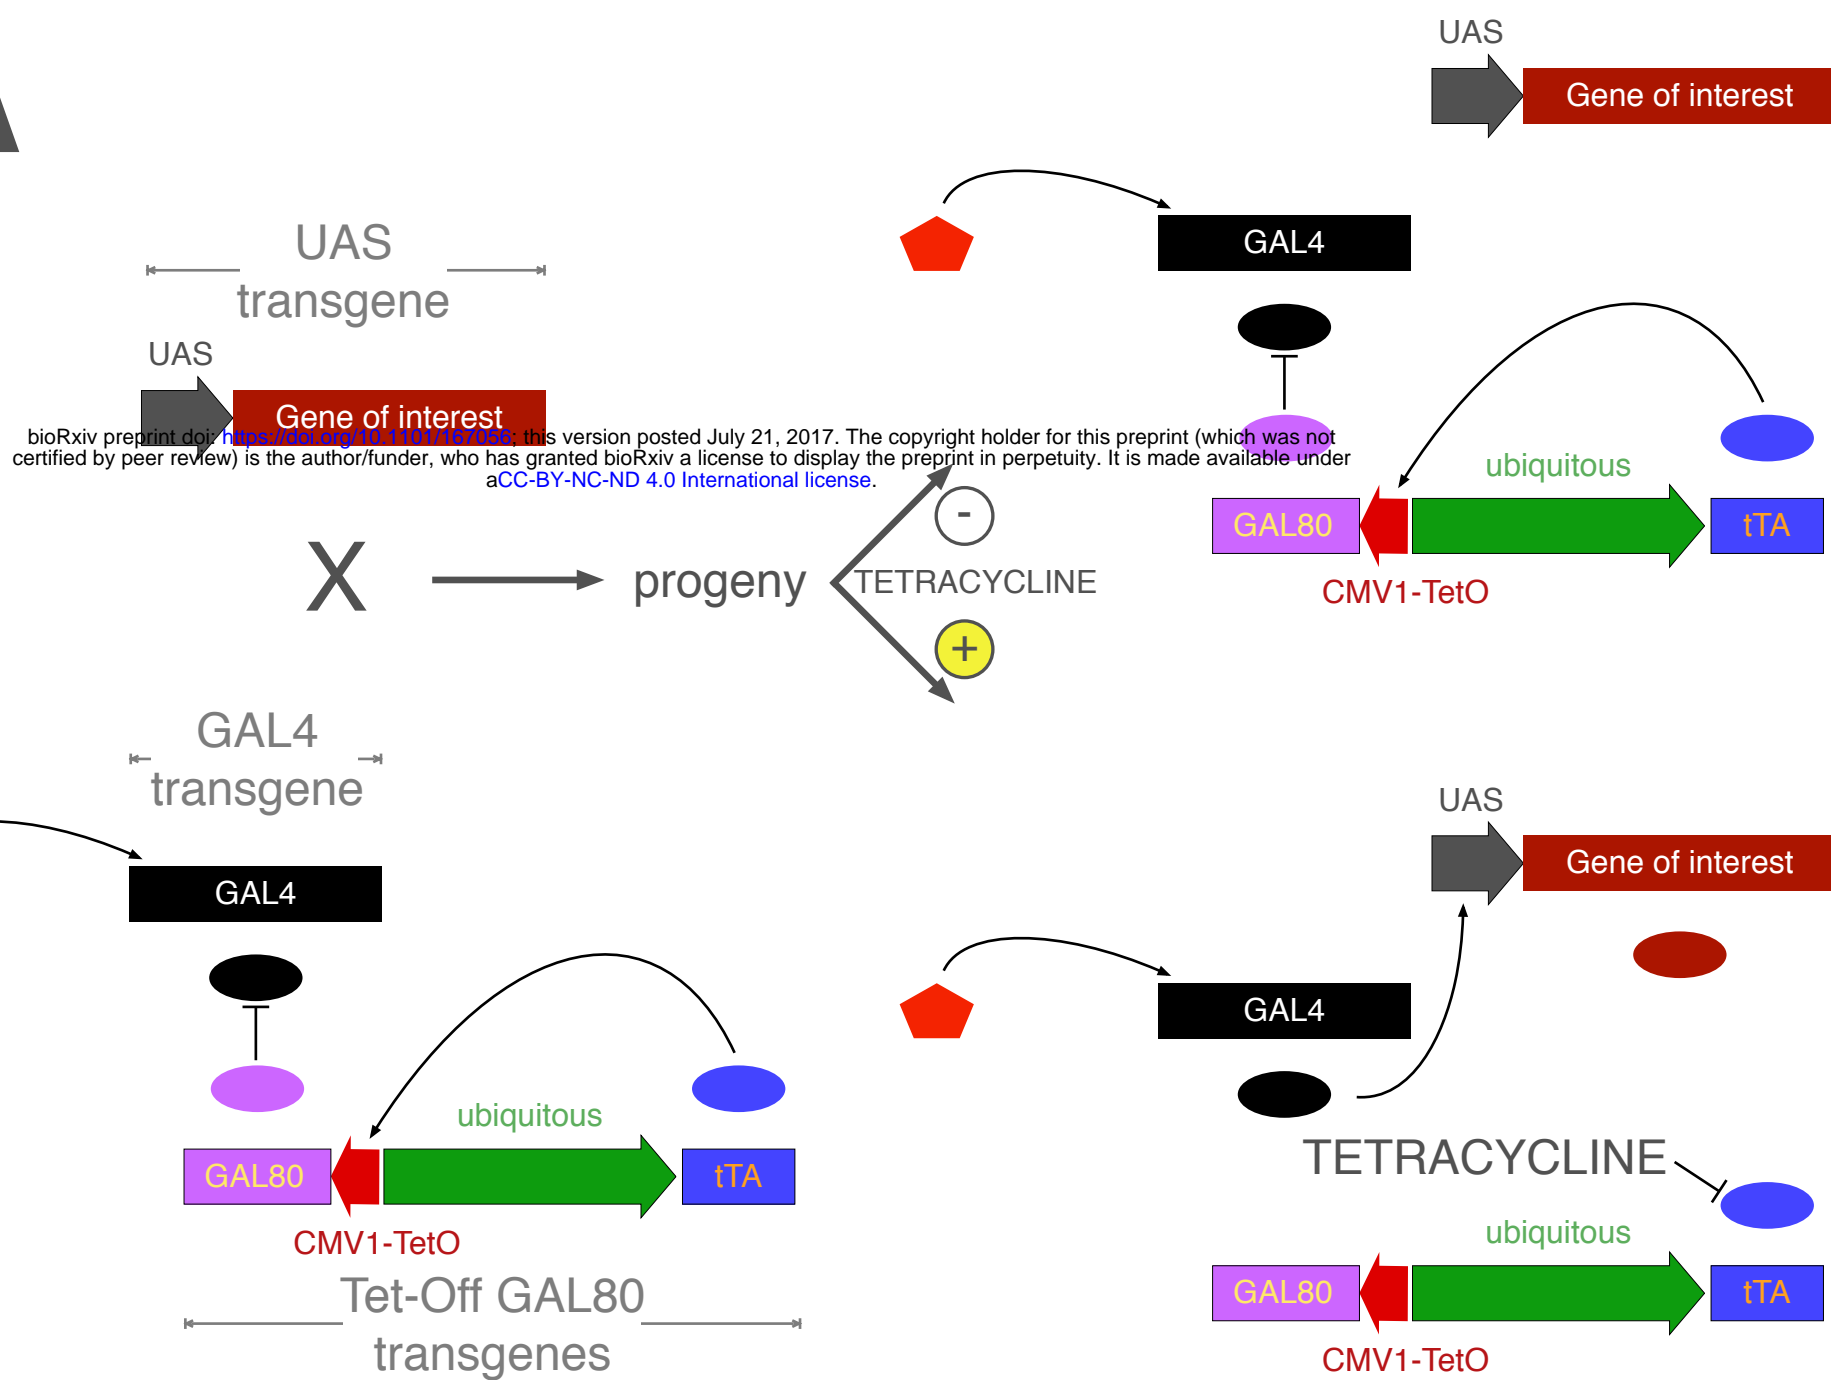 UAS
Gene of interest
GAL4
UAS
transgene
UAS
Gene of interest
bioRxiv preprint doi: https://doi.org/10.1101/167056; this version posted July 21, 2017. The copyright holder for this preprint (which was not
certified by peer review) is the author/funder, who has granted bioRxiv a license to display the preprint in perpetuity. It is made available under
aCC-BY-NC-ND 4.0 International license.
ubiquitous
GAL80
tTA
CMV1-TetO
X
progeny
-
TETRACYCLINE
+
GAL4
transgene
GAL4
ubiquitous
GAL80
tTA
CMV1-TetO
Tet-Off GAL80
transgenes
UAS
Gene of interest
GAL4
TETRACYCLINE
ubiquitous
GAL80
tTA
CMV1-TetO